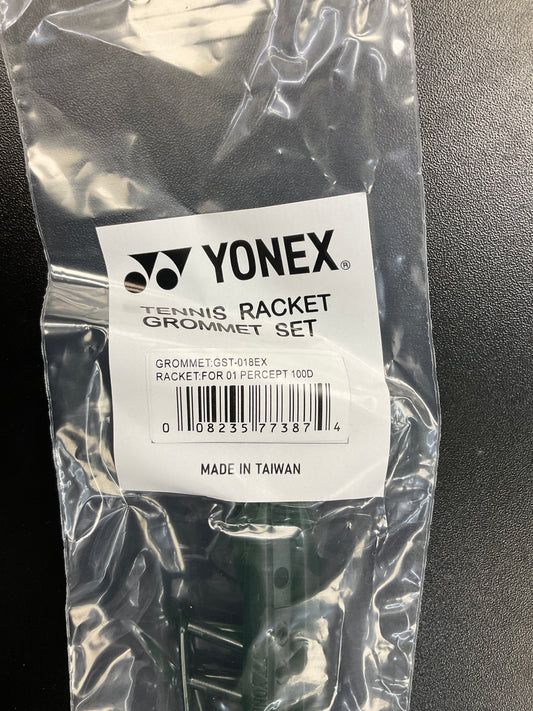 YONEX®
TENNIS RACKET
GROMMET SET
GROMMET:GST-018EX
RACKET:FOR 01 PERCEPT 100D
0 08235 77387 4
MADE IN TAIWAN